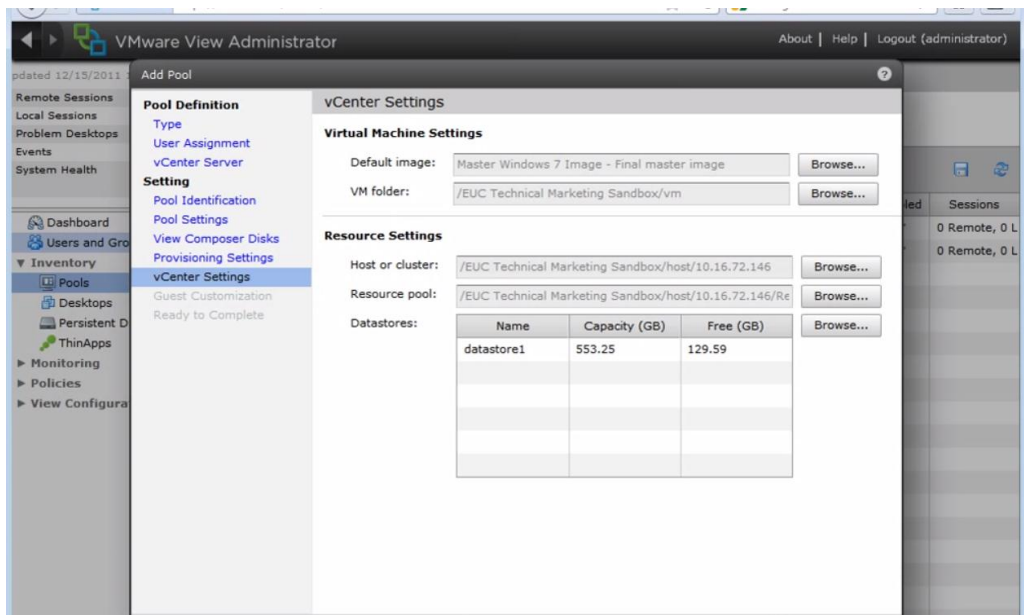 VMware View Administrator
About | Help | Logout (administrator)
pdated 12/15/2011
Remote Sessions
Local Sessions
Problem Desktops
Events
System Health
Dashboard
Users and Gro
Inventory
Pools
Desktops
Persistent D
ThinApps
Monitoring
Policies
View Configura
Add Pool
?
Pool Definition
Type
User Assignment
vCenter Server
Setting
Pool Identification
Pool Settings
View Composer Disks
Provisioning Settings
vCenter Settings
Guest Customization
Ready to Complete
vCenter Settings
Virtual Machine Settings
Default image: Master Windows 7 Image - Final master image Browse...
VM folder: /EUC Technical Marketing Sandbox/vm Browse...
Resource Settings
Host or cluster: /EUC Technical Marketing Sandbox/host/10.16.72.146 Browse...
Resource pool: /EUC Technical Marketing Sandbox/host/10.16.72.146/Re Browse...
Datastores: Name Capacity (GB) Free (GB) Browse...
datastore1 553.25 129.59
led Sessions
0 Remote, 0 L
0 Remote, 0 L